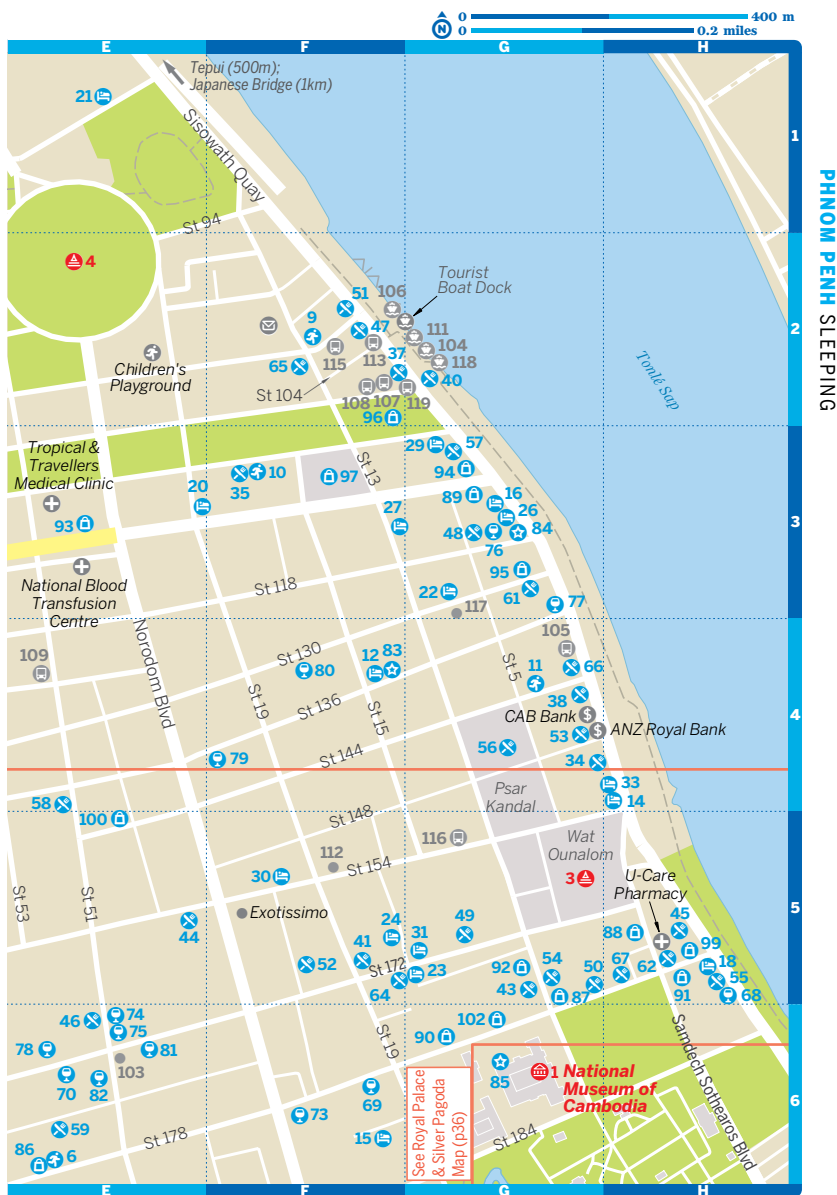 N
0
400 m
0
0.2 miles
E
F
G
H
Tepui (500m);
Japanese Bridge (1km)
21
Sisowath Quay
1
PHNOM PENH SLEEPING
St 94
4
Tourist
Boat Dock
106
51
9
47
111
104
2
115
113
37
118
65
Children's
Playground
St 104
40
108
107
119
Tonlé Sap
96
Tropical &
Travellers
Medical Clinic
29
57
St 13
94
10
97
35
20
89
16
26
27
3
93
48
84
76
National Blood
Transfusion
Centre
95
St 118
22
61
77
117
105
Norodom Blvd
109
St 130
83
12
80
St 5
11
66
St 19
St 136
St 15
38
CAB Bank
4
ANZ Royal Bank
53
56
79
St 144
34
33
58
Psar
Kandal
14
100
St 148
116
Wat
Ounalom
112
St 154
30
3
U-Care
Pharmacy
St 53
St 51
Exotissimo
5
44
24
49
45
88
31
99
41
52
St 172
92
54
67
62
18
23
50
55
64
43
87
91
68
74
46
102
75
St 19
90
78
81
Samdech Sothearos Blvd
103
85
1 National
Museum of
Cambodia
70
82
69
See Royal Palace
& Silver Pagoda
Map (p36)
6
73
59
St 178
15
St 184
86
6
E
F
G
H